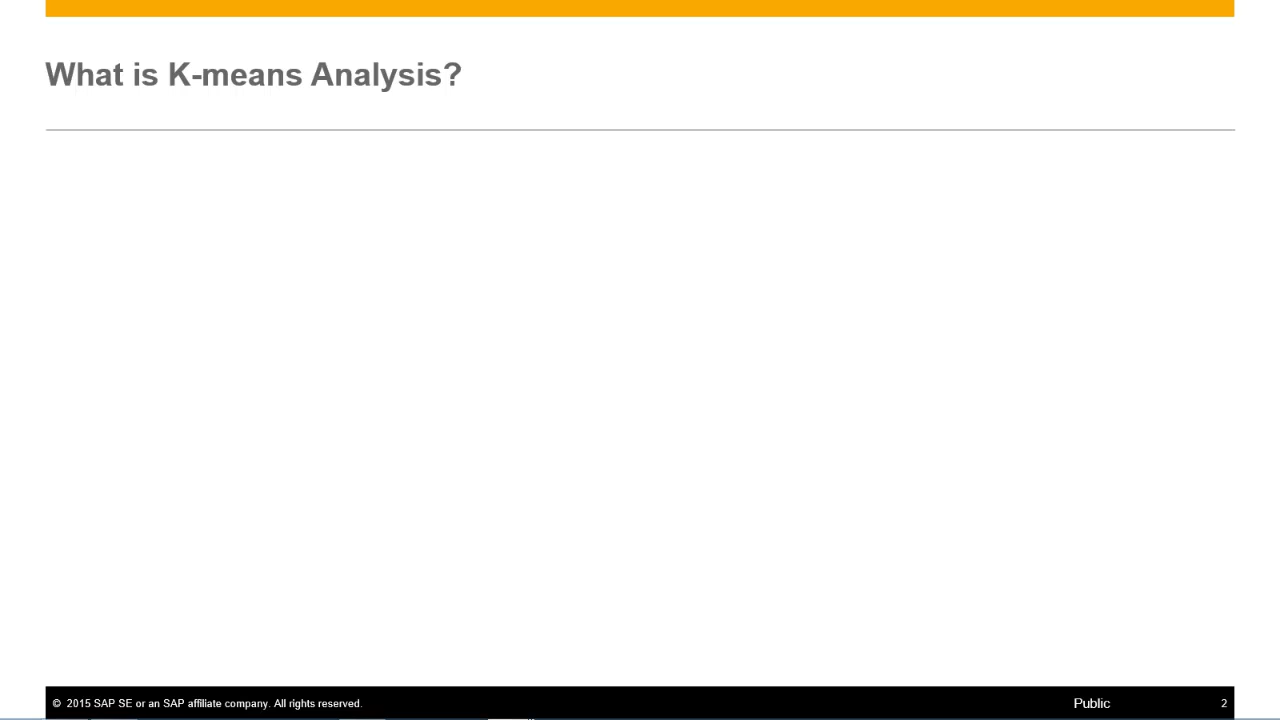 What is K-means Analysis?
© 2015 SAP SE or an SAP affiliate company. All rights reserved.
Public
2